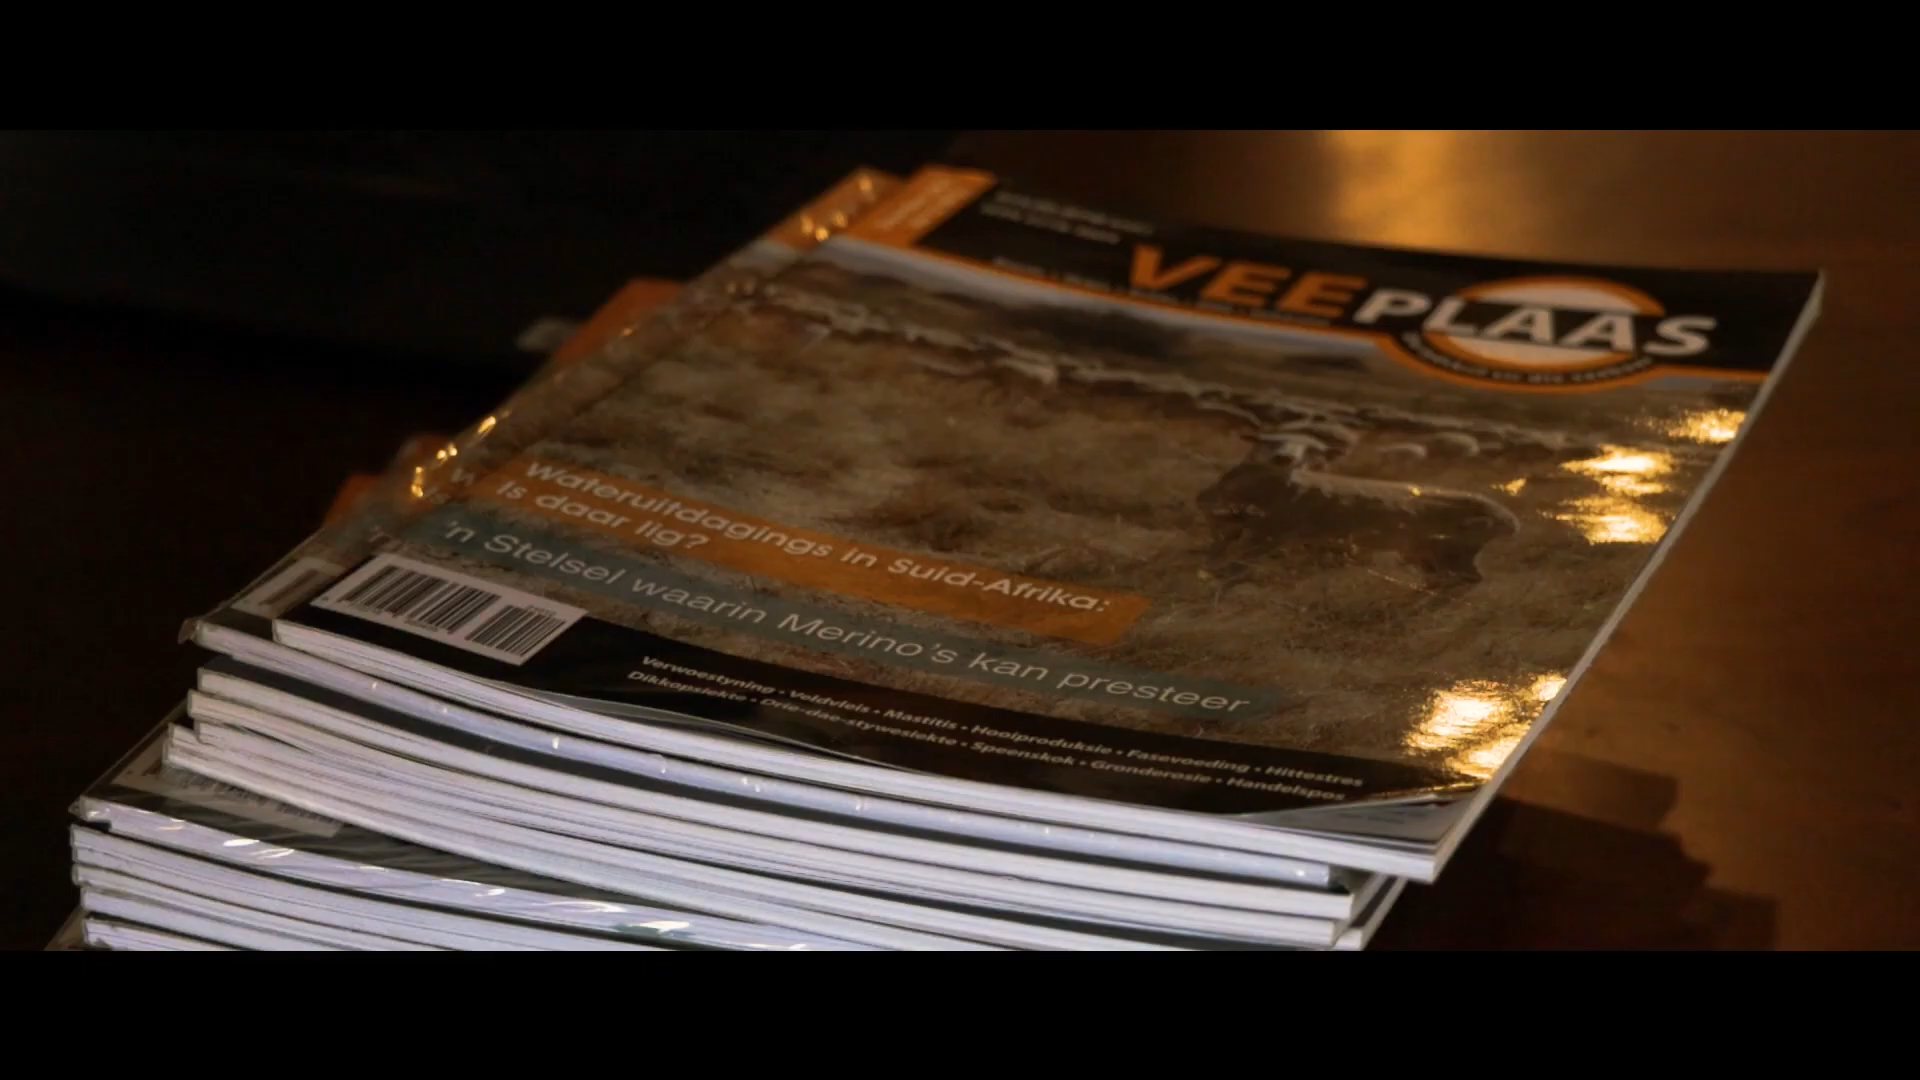 VEEPLAAS
Wateruitdagings in Suid-Afrika:
Is daar lig?
'n Stelsel waarin Merino's kan presteer
Verwoestyning • Veldvleis • Mastitis • Hooiproduksie • Fasevoeding • Hittestres
Dikkopsiekte • Drie-dae-stywesiekte • Speenskok • Gronderosie • Handelspos